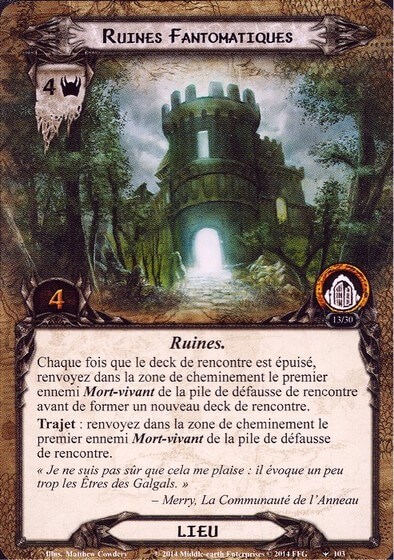 RUINES FANTOMATIQUES
4
4
13/30
Ruines.
Chaque fois que le deck de rencontre est épuisé,
renvoyez dans la zone de cheminement le premier
ennemi Mort-vivant de la pile de défausse de rencontre
avant de former un nouveau deck de rencontre.
Trajet : renvoyez dans la zone de cheminement le
premier ennemi Mort-vivant de la pile de défausse
de rencontre.
« Je ne suis pas sûr que cela me plaise : il évoque un peu
trop les Êtres des Galgals. »
– Merry, La Communauté de l'Anneau
LIEU
Illus. Matthew Cowdery © 2014 Middle-earth Enterprises © 2014 FFG 103